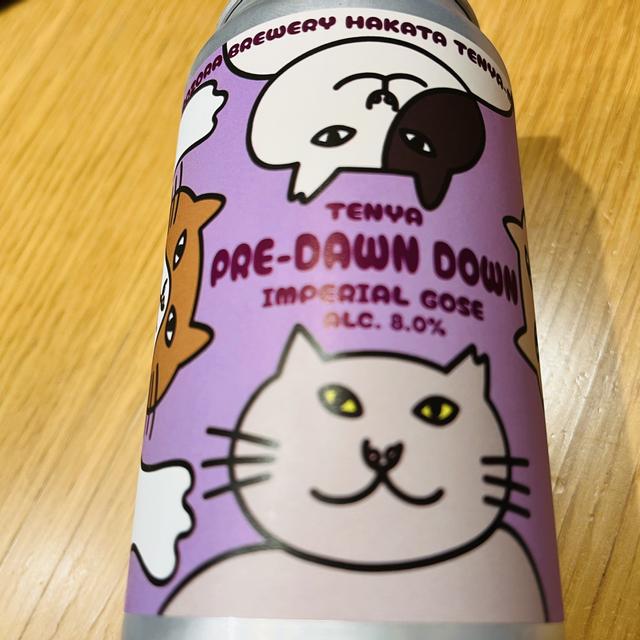 BREWERY HAKATA TENYA
TENYA
PRE-DAWN DOWN
IMPERIAL GOSE
ALC. 8.0%